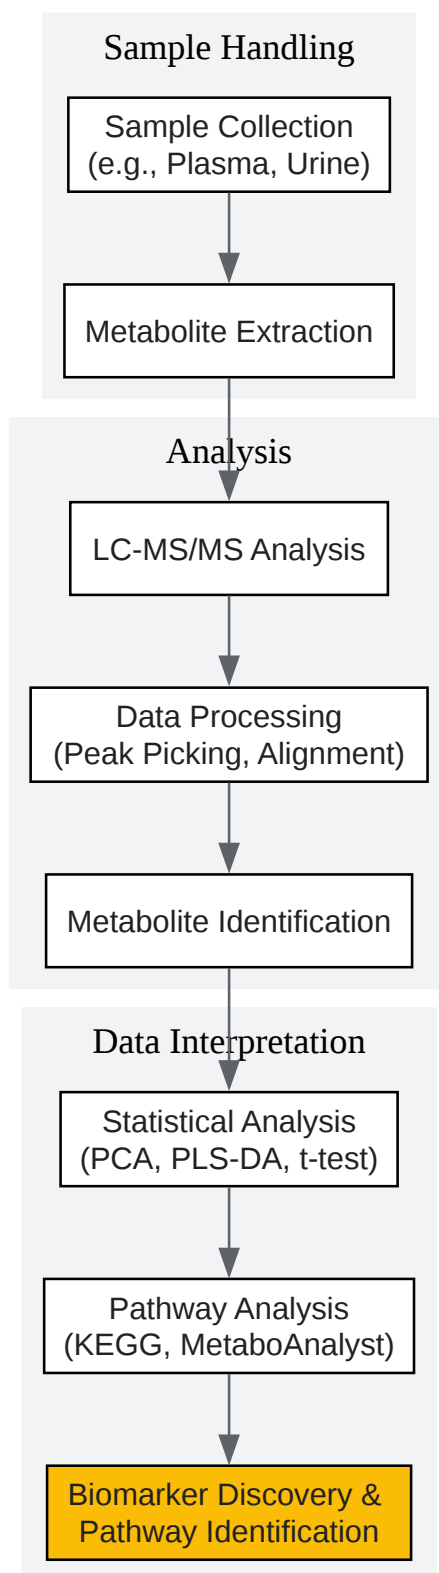 Sample Handling
Sample Collection
(e.g., Plasma, Urine)
Metabolite Extraction
Analysis
LC-MS/MS Analysis
Data Processing
(Peak Picking, Alignment)
Metabolite Identification
Data Interpretation
Statistical Analysis
(PCA, PLS-DA, t-test)
Pathway Analysis
(KEGG, MetaboAnalyst)
Biomarker Discovery &
Pathway Identification